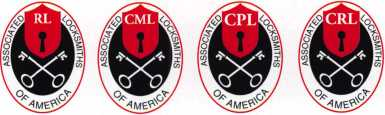 RL
ASSOCIATED LOCKSMITHS
OF AMERICA
CML
ASSOCIATED LOCKSMITHS
OF AMERICA
CPL
ASSOCIATED LOCKSMITHS
OF AMERICA
CRL
ASSOCIATED LOCKSMITHS
OF AMERICA